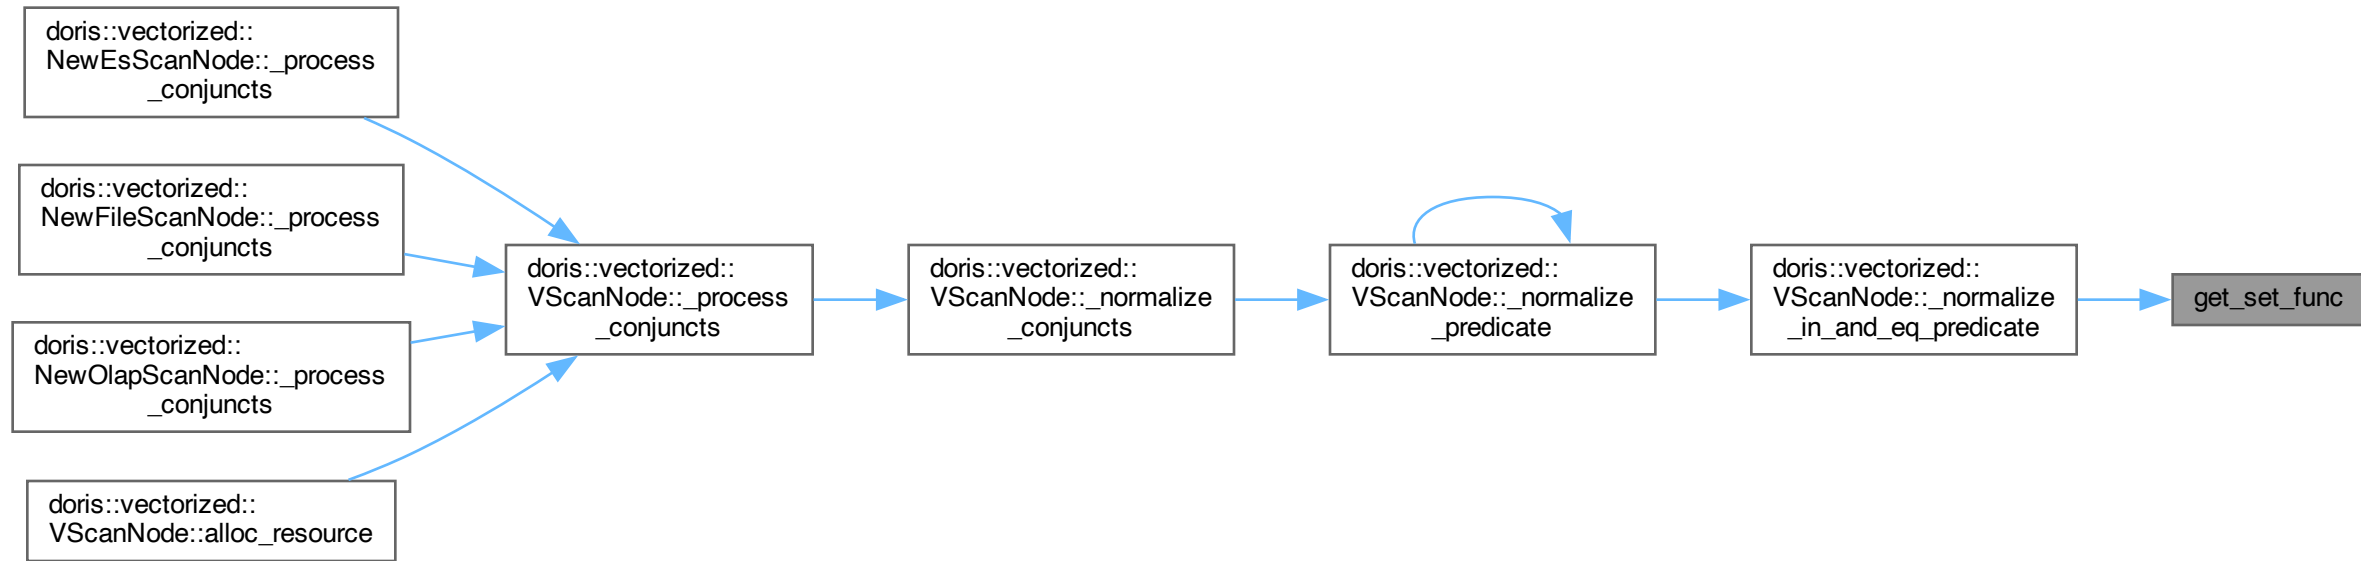 doris::vectorized::
NewEsScanNode::_process
_conjuncts
doris::vectorized::
NewFileScanNode::_process
_conjuncts
doris::vectorized::
NewOlapScanNode::_process
_conjuncts
doris::vectorized::
VScanNode::alloc_resource
doris::vectorized::
VScanNode::_process
_conjuncts
doris::vectorized::
VScanNode::_normalize
_conjuncts
doris::vectorized::
VScanNode::_normalize
_predicate
doris::vectorized::
VScanNode::_normalize
_in_and_eq_predicate
get_set_func